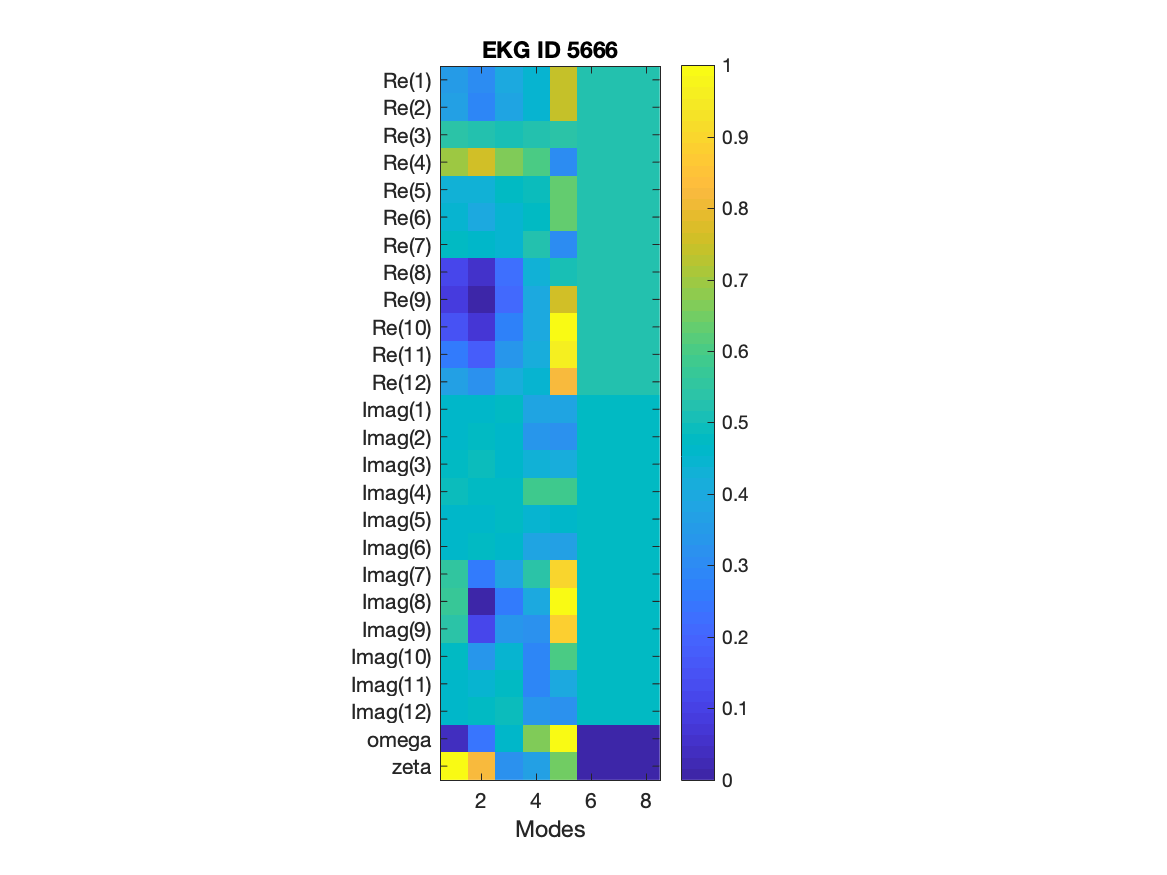 EKG ID 5666
Re(1)
Re(2)
Re(3)
Re(4)
Re(5)
Re(6)
Re(7)
Re(8)
Re(9)
Re(10)
Re(11)
Re(12)
Imag(1)
Imag(2)
Imag(3)
Imag(4)
Imag(5)
Imag(6)
Imag(7)
Imag(8)
Imag(9)
Imag(10)
Imag(11)
Imag(12)
omega
zeta
2 4 6 8
Modes
1
0.9
0.8
0.7
0.6
0.5
0.4
0.3
0.2
0.1
0